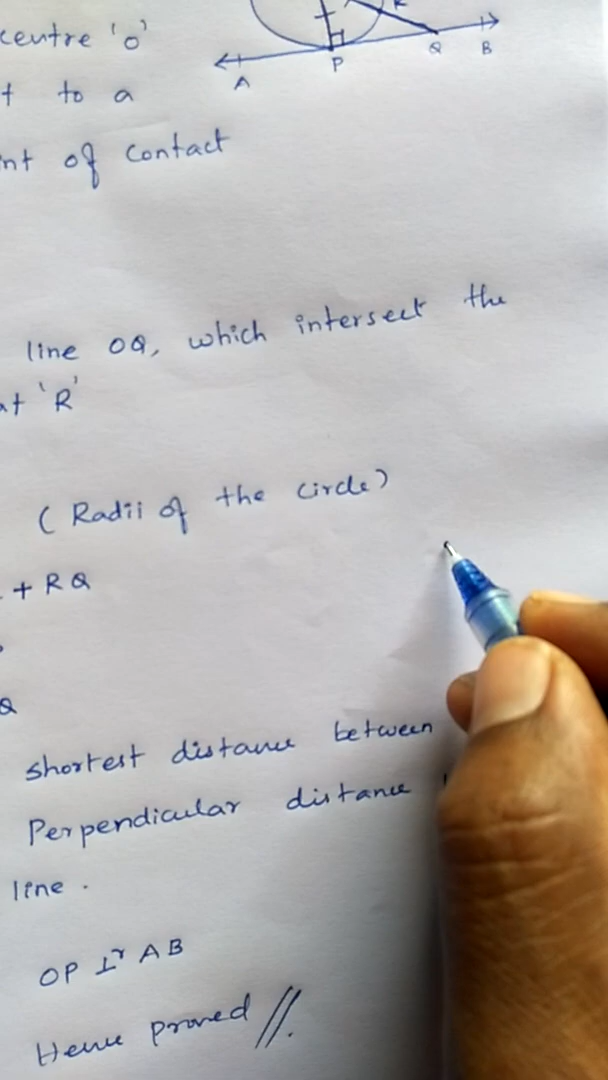 centre 'o'
R
A P Q B
t to a
nt of contact
line OQ, which intersect the
at 'R'
( Radii of the circle)
+ RQ
Q
shortest distance between
Perpendicular distance
line .
OP ⊥r AB
Hence proved //.